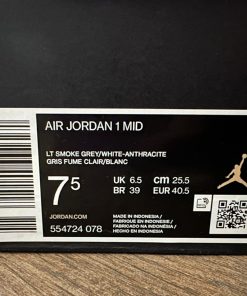 AIR JORDAN 1 MID
LT SMOKE GREY/WHITE-ANTHRACITE
GRIS FUME CLAIR/BLANC
7 5
UK 6.5 cm 25.5
BR 39 EUR 40.5
JORDAN.COM
554724 078
MADE IN INDONESIA/
FABRIQUE EN INDONESIE/
FABRICADO NA INDONÉSIA/
HECHO EN INDONESIA